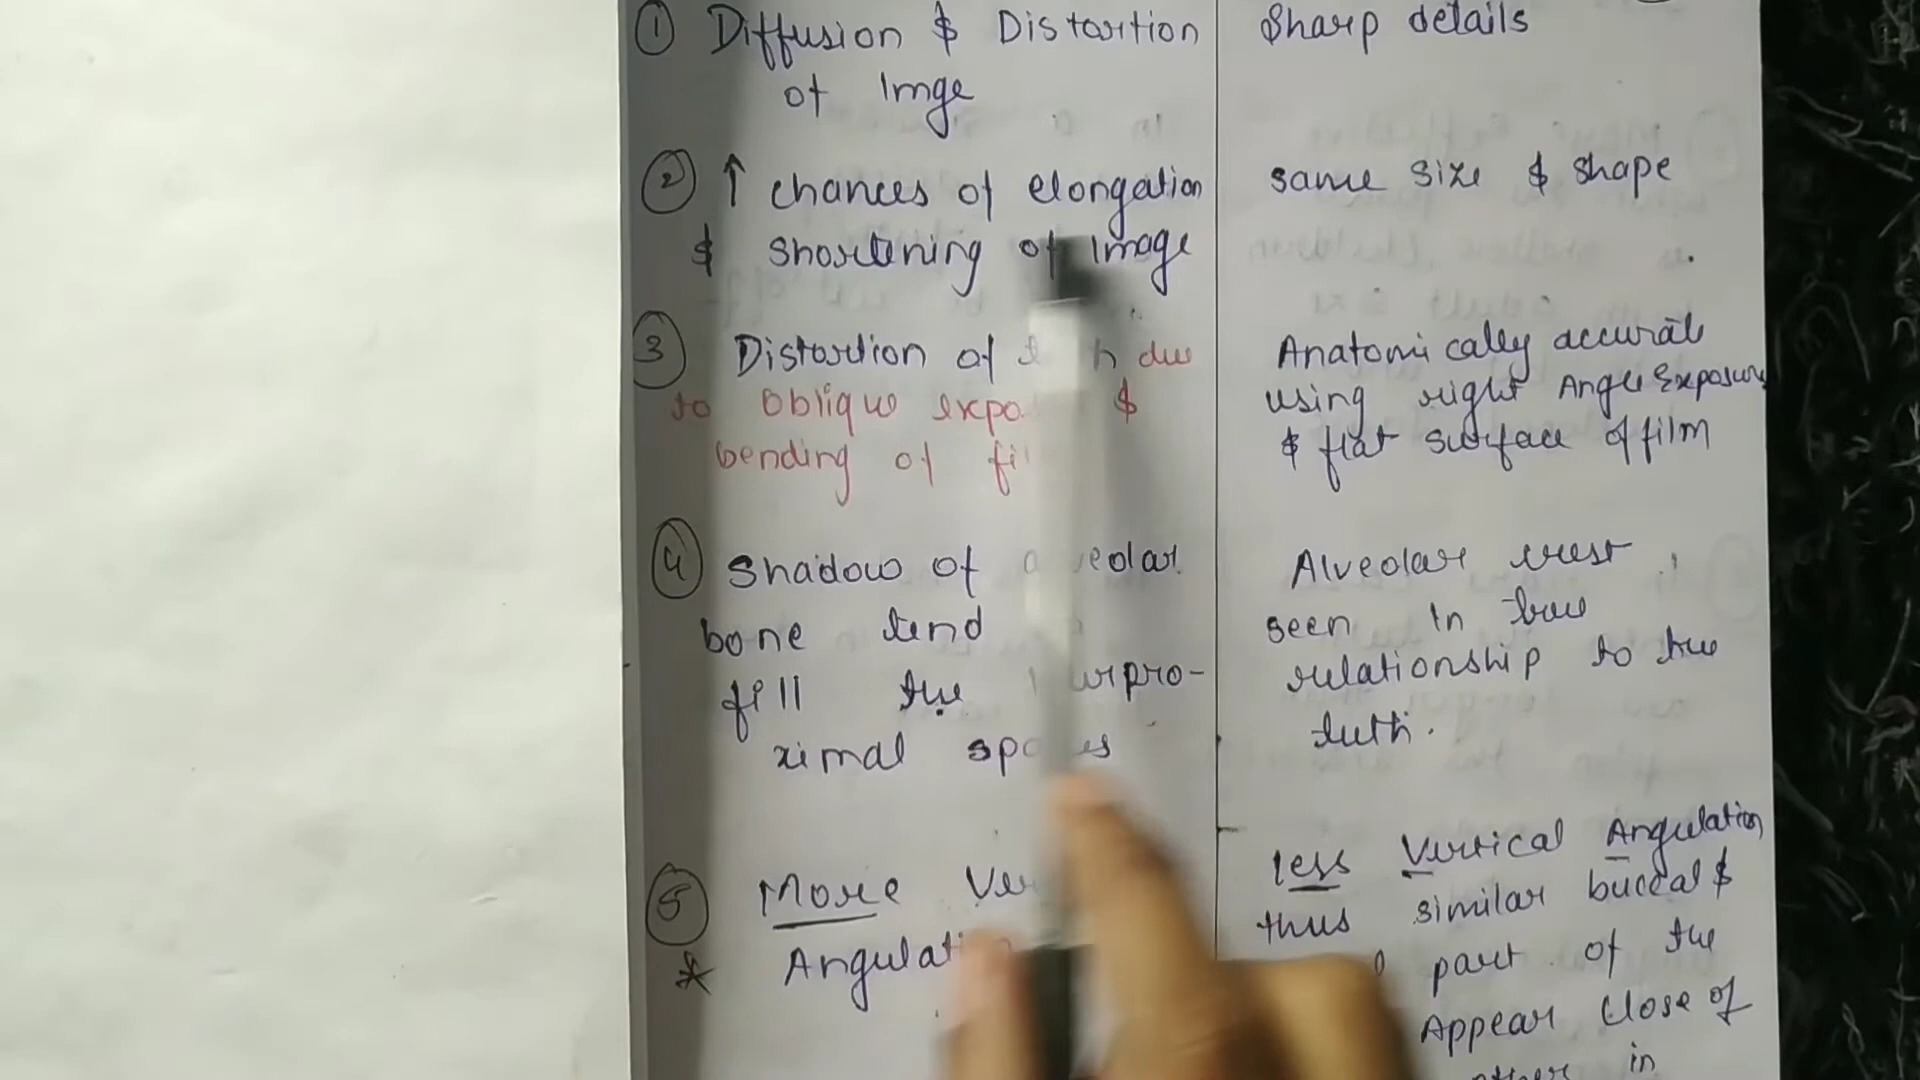 ① Diffusion & Distortion
of Imge
② ↑ chances of elongation
& Shortening of Image
③ Distortion of due
to oblique &
bending of
④ Shadow of
bone tend
fill the
ximal
⑤ More
* 
Sharp details
same size & shape
Anatomically accurate
using right Angle Exposure
& flat surface of film
Alveolar crest
seen In true
relationship to the
teeth.
less Vertical Angulation
thus similar buccal &
part of the
Appear close of
in